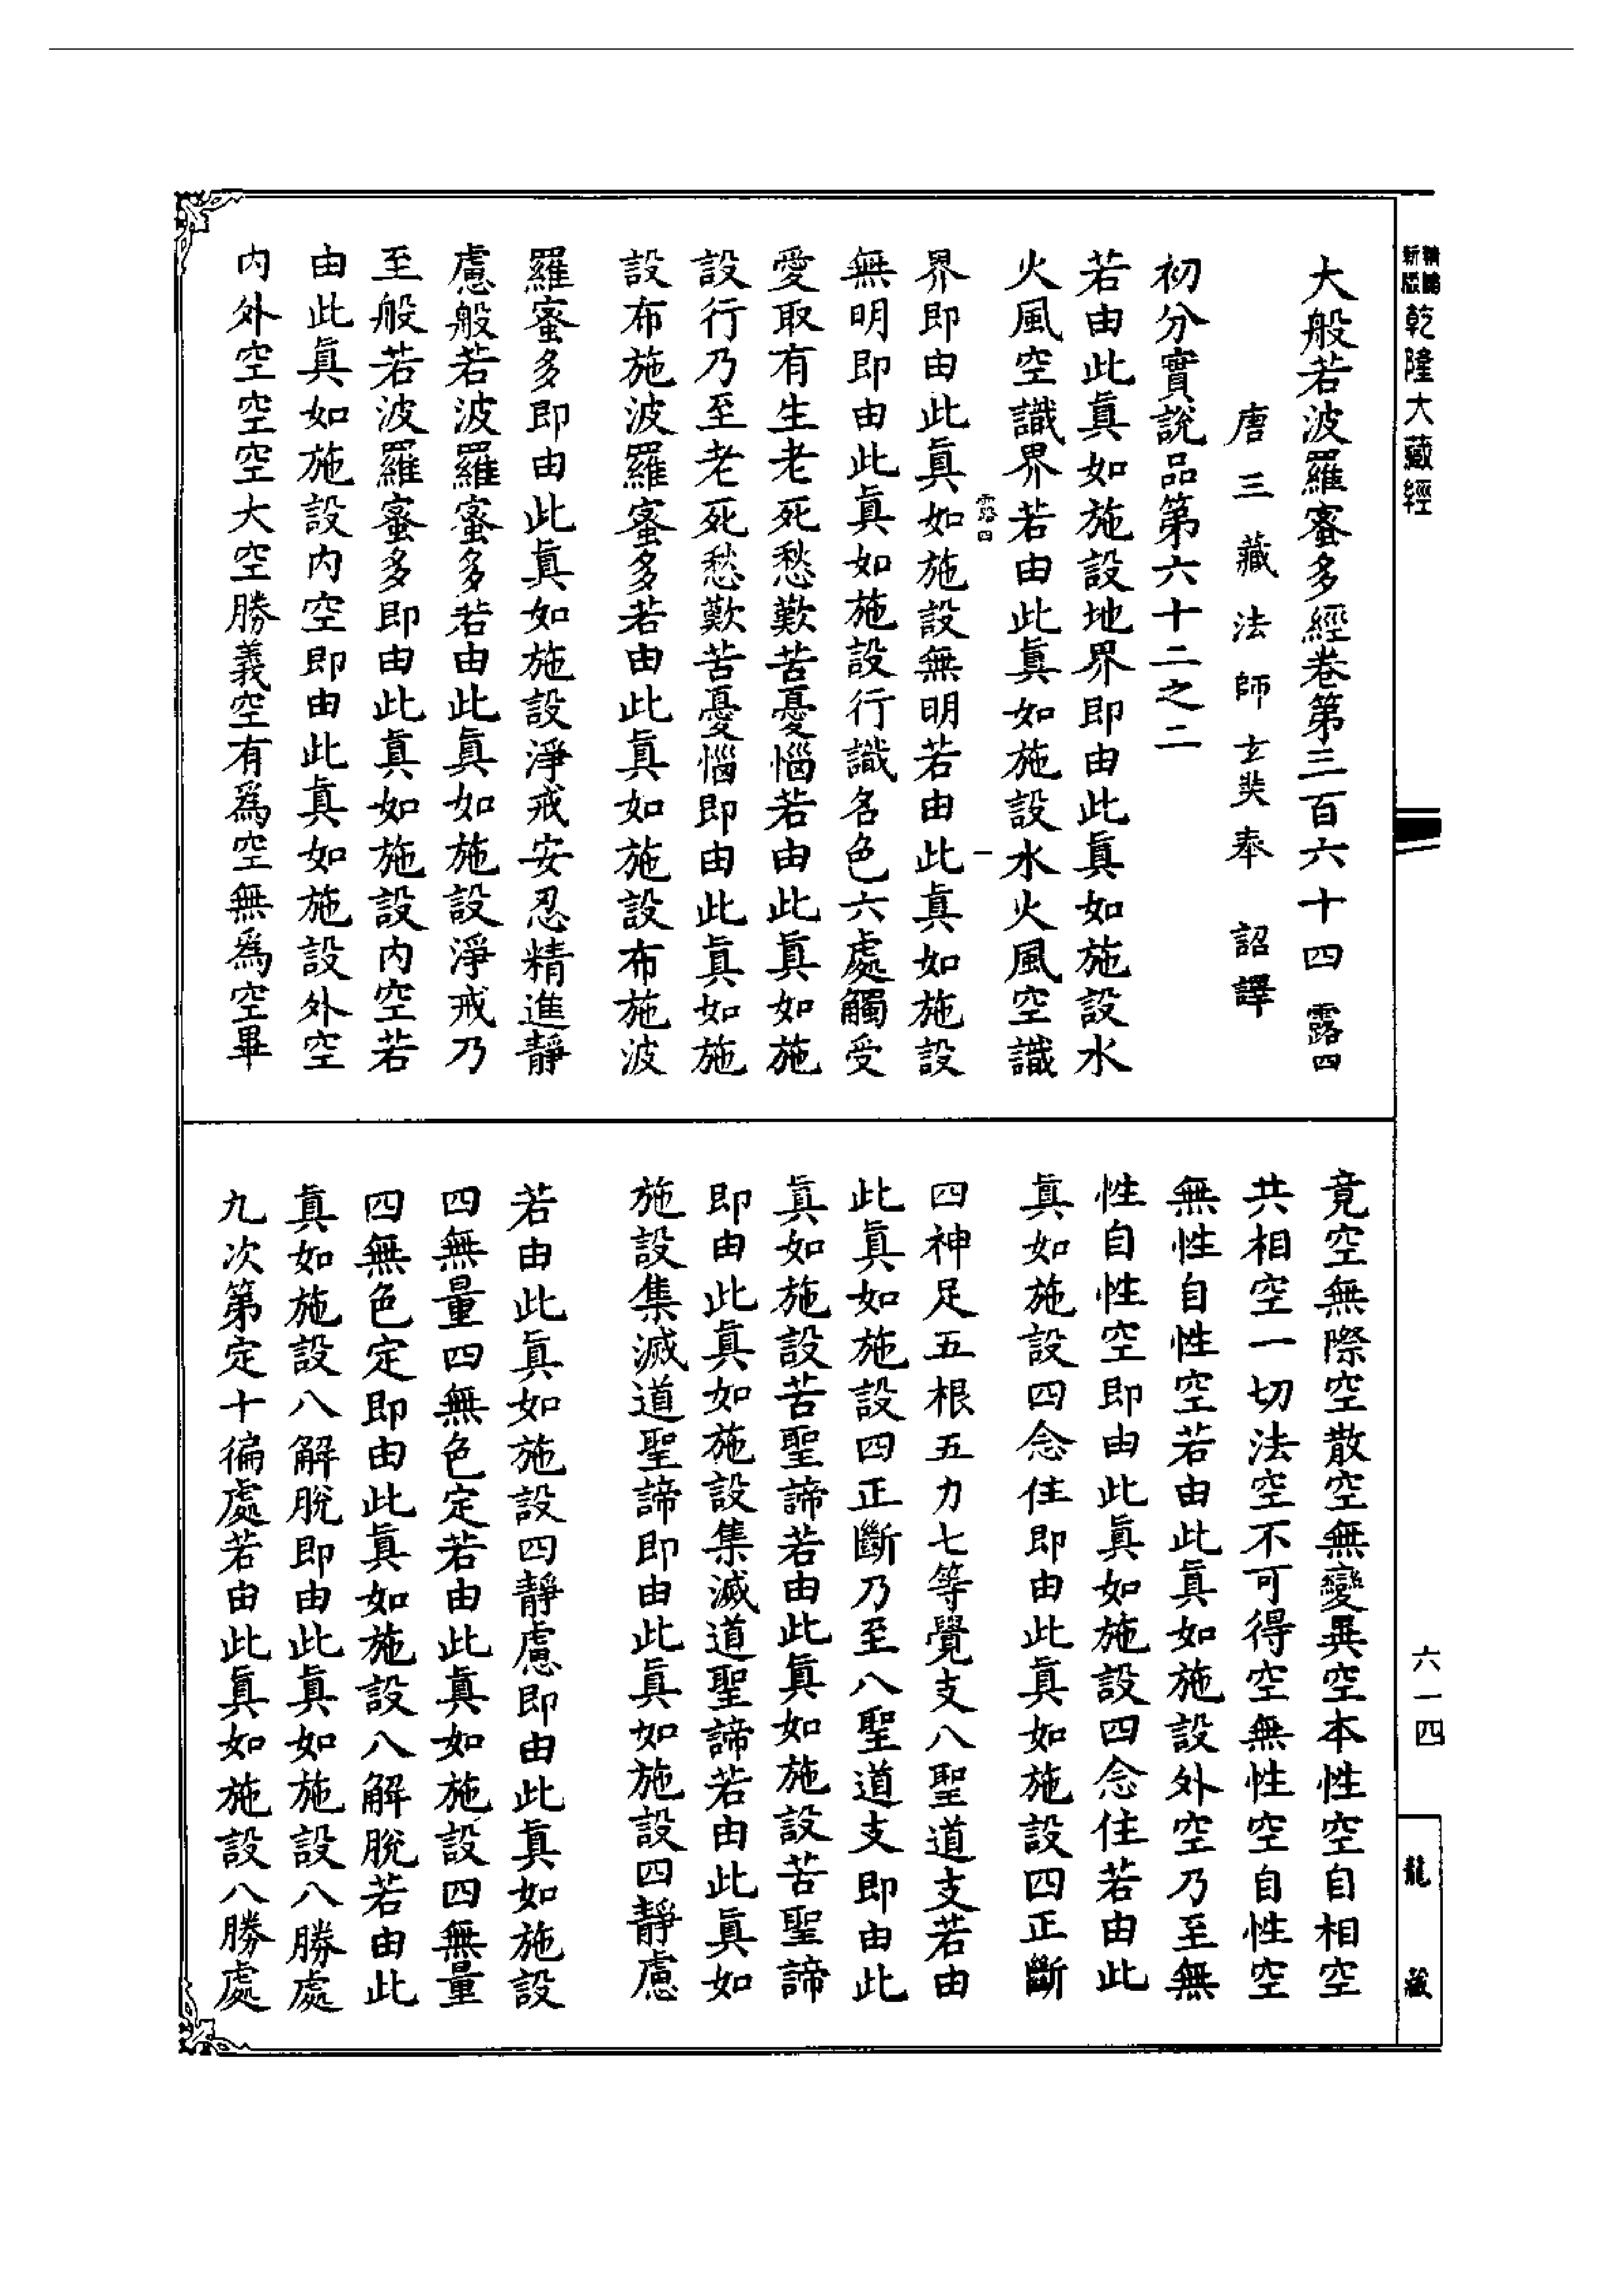 新版
乾隆大藏經
大般若波羅蜜多經卷第三百六十四 露四
唐三藏法師玄奘奉 詔譯
初分實說品第六十二之二
若由此真如施設地界即由此真如施設水
火風空識界若由此真如施設水火風空識
露四 一
界即由此真如施設無明若由此真如施設
無明即由此真如施設行識名色六處觸受
愛取有生老死愁歎苦憂惱若由此真如施
設行乃至老死愁歎苦憂惱即由此真如施
設布施波羅蜜多若由此真如施設布施波
羅蜜多即由此真如施設淨戒安忍精進靜
慮般若波羅蜜多若由此真如施設淨戒乃
至般若波羅蜜多即由此真如施設內空若
由此真如施設內空即由此真如施設外空
內外空空空大空勝義空有為空無為空畢
竟空無際空散空無變異空本性空自相空
共相空一切法空不可得空無性空自性空
無性自性空若由此真如施設外空乃至無
性自性空即由此真如施設四念住若由此
真如施設四念住即由此真如施設四正斷
四神足五根五力七等覺支八聖道支若由
此真如施設四正斷乃至八聖道支即由此
真如施設苦聖諦若由此真如施設苦聖諦
即由此真如施設集滅道聖諦若由此真如
施設集滅道聖諦即由此真如施設四靜慮
若由此真如施設四靜慮即由此真如施設
四無量四無色定若由此真如施設四無量
四無色定即由此真如施設八解脫若由此
真如施設八解脫即由此真如施設八勝處
九次第定十徧處若由此真如施設八勝處
六一四
龍藏